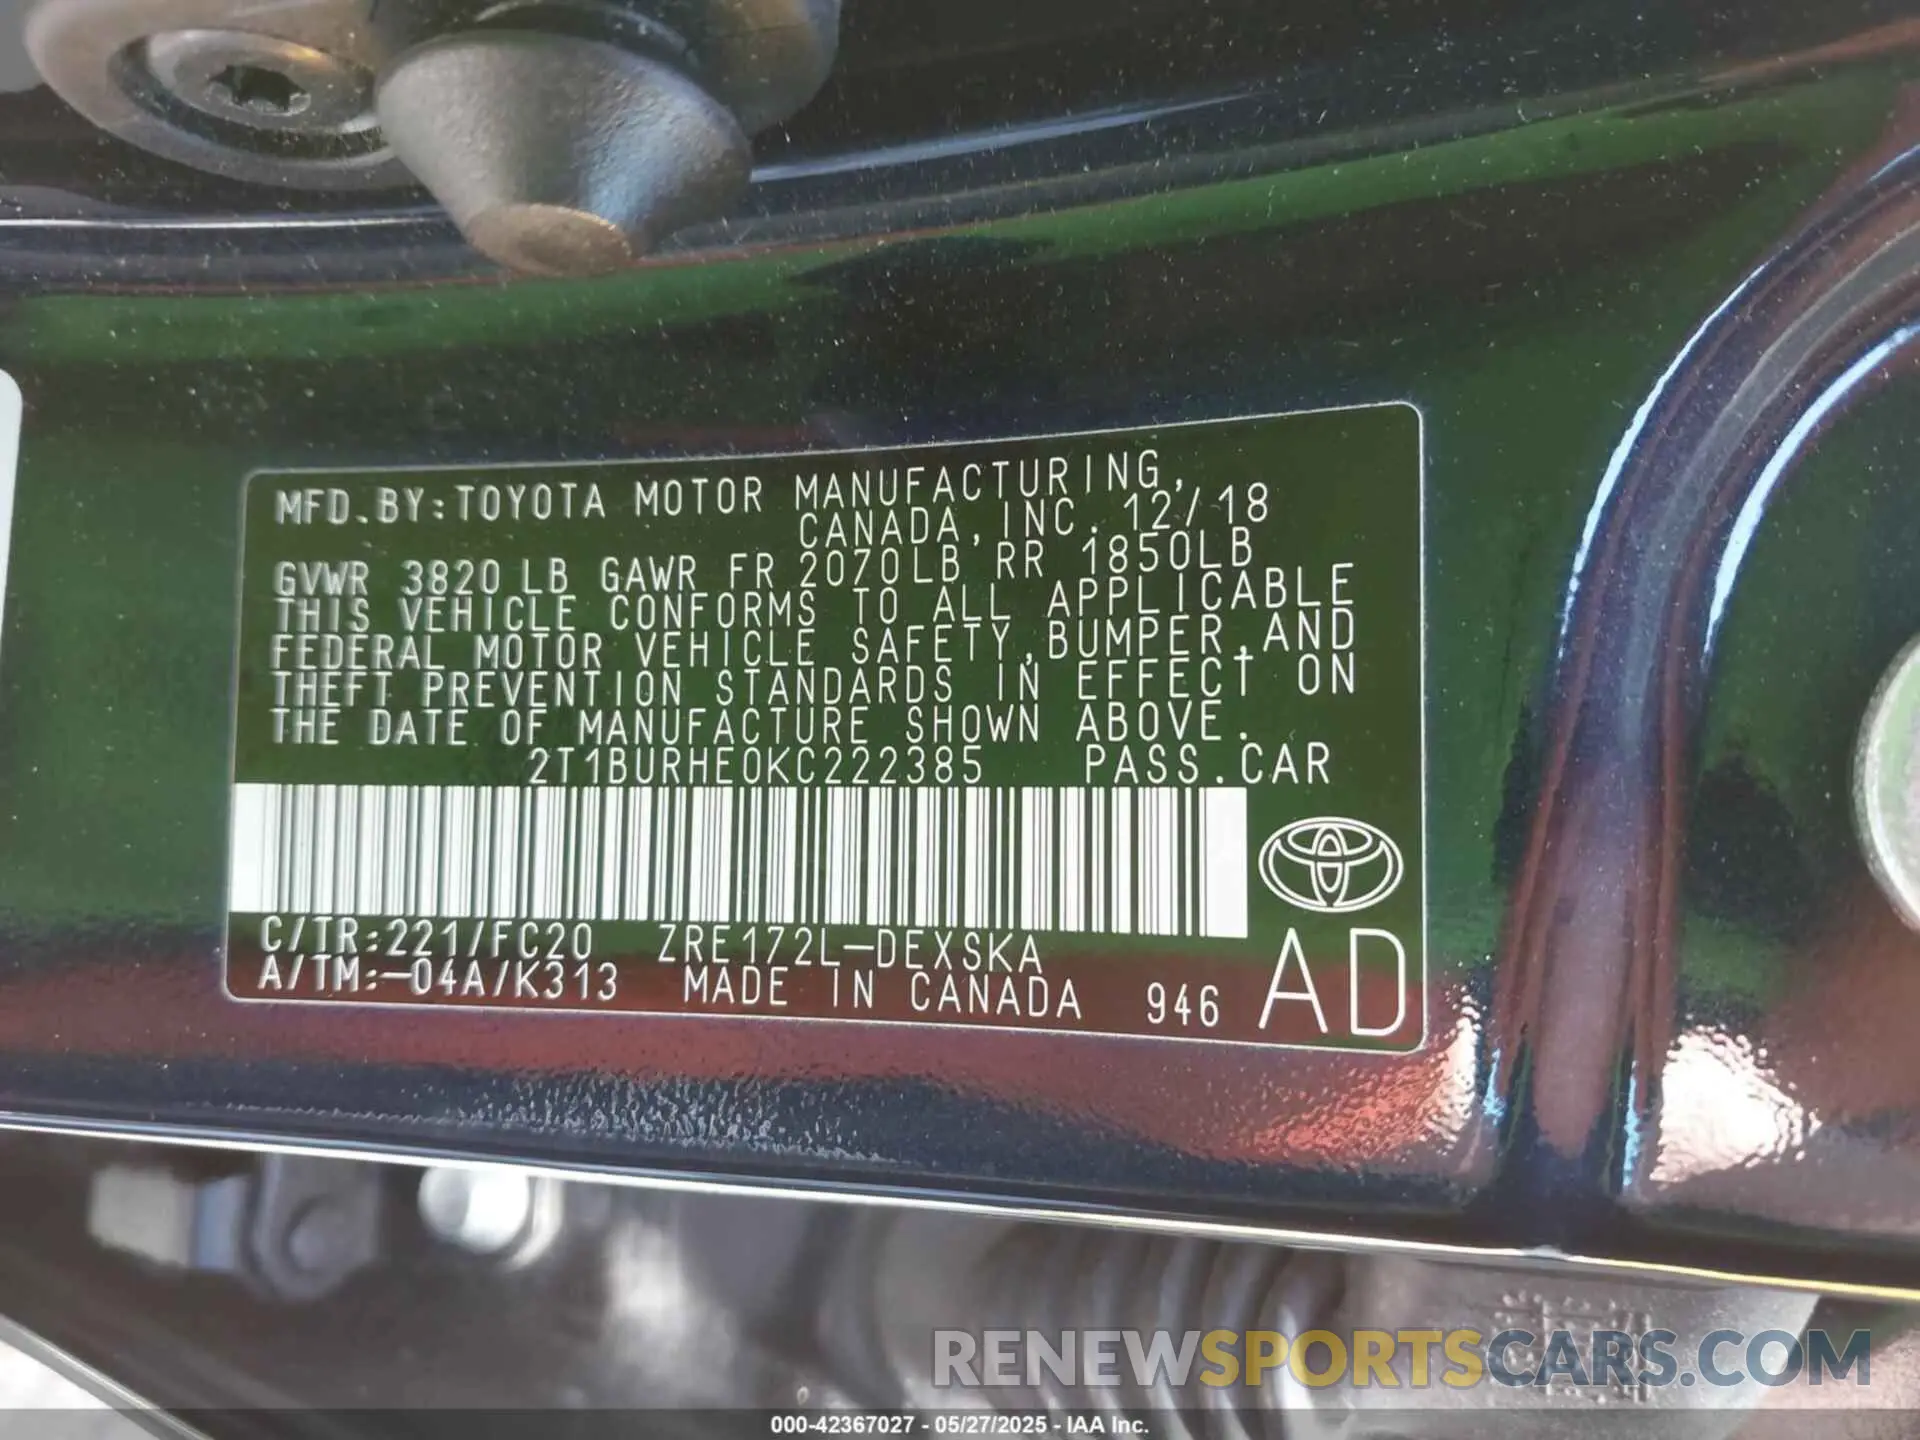 MFD.BY:TOYOTA MOTOR MANUFACTURING,
CANADA,INC. 12/18
GVWR 3820 LB GAWR FR 2070LB RR 1850LB
THIS VEHICLE CONFORMS TO ALL APPLICABLE
FEDERAL MOTOR VEHICLE SAFETY,BUMPER,AND
THEFT PREVENTION STANDARDS IN EFFECT ON
THE DATE OF MANUFACTURE SHOWN ABOVE.
2T1BURHE0KC222385 PASS.CAR
C/TR:221/FC20 ZRE172L-DEXSKA
A/TM:-04A/K313 MADE IN CANADA 946 AD
RENEWSPORTSCARS.COM
000-42367027 - 05/27/2025 - IAA Inc.